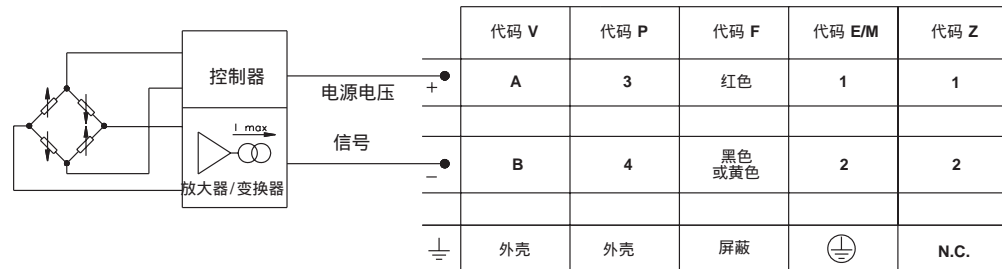 代码 V 代码 P 代码 F 代码 E/M 代码 Z
控制器
电源电压 + A 3 红色 1 1
I max
信号
放大器/变换器
− B 4 黑色 2 2
或黄色
外壳 外壳 屏蔽 N.C.